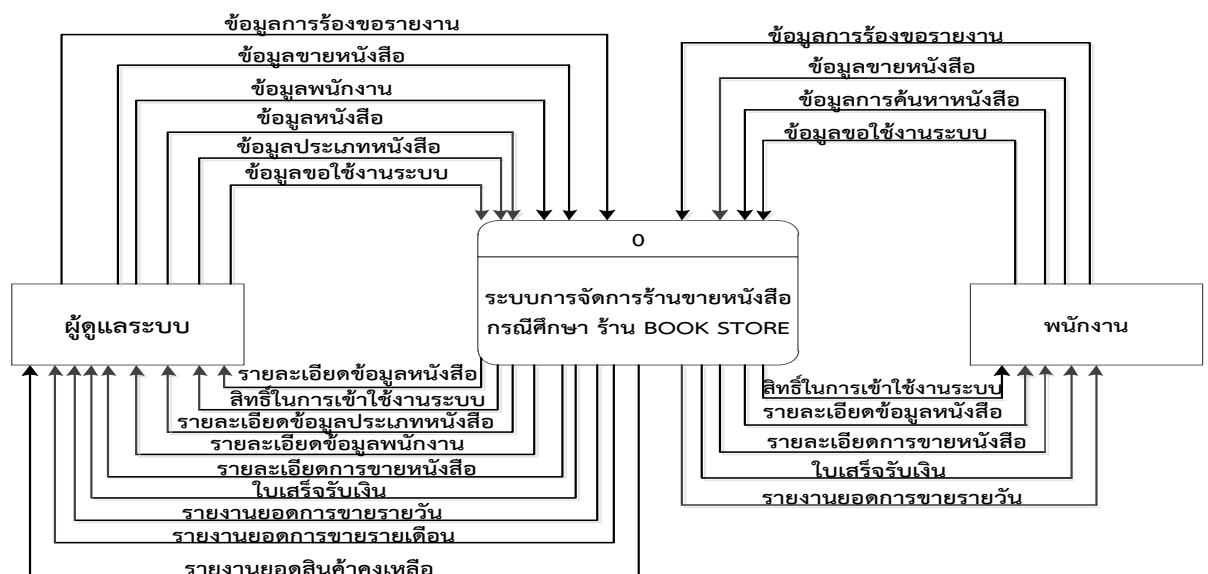 ข้อมูลการร้องขอรายงาน
ข้อมูลขายหนังสือ
ข้อมูลพนักงาน
ข้อมูลหนังสือ
ข้อมูลประเภทหนังสือ
ข้อมูลขอใช้งานระบบ
ข้อมูลการร้องขอรายงาน
ข้อมูลขายหนังสือ
ข้อมูลการค้นหาหนังสือ
ข้อมูลขอใช้งานระบบ
0
ระบบการจัดการร้านขายหนังสือ
กรณีศึกษา ร้าน BOOK STORE
ผู้ดูแลระบบ
พนักงาน
รายละเอียดข้อมูลหนังสือ
สิทธิ์ในการเข้าใช้งานระบบ
รายละเอียดข้อมูลประเภทหนังสือ
รายละเอียดข้อมูลพนักงาน
รายละเอียดการขายหนังสือ
ใบเสร็จรับเงิน
รายงานยอดการขายรายวัน
รายงานยอดการขายรายเดือน
รายงานยอดสินค้าคงเหลือ
สิทธิ์ในการเข้าใช้งานระบบ
รายละเอียดข้อมูลหนังสือ
รายละเอียดการขายหนังสือ
ใบเสร็จรับเงิน
รายงานยอดการขายรายวัน